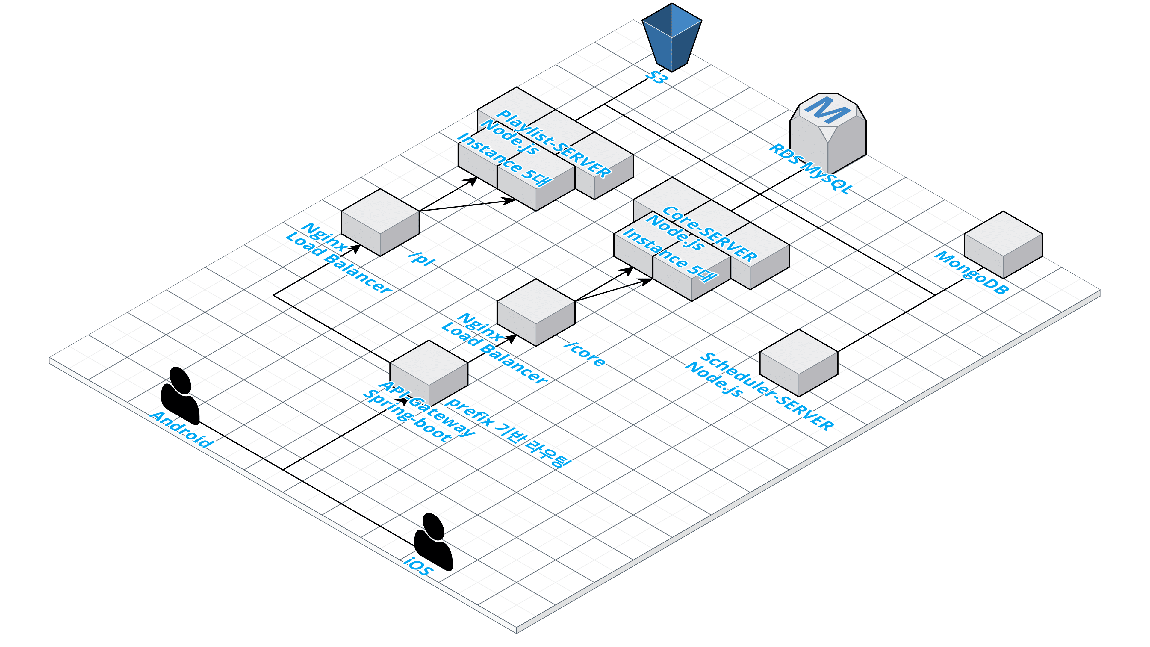 S3
Playlist-SERVER
Node.js
Instance 5대
M
RDS MySQL
Core-SERVER
Node.js
Instance 5대
MongoDB
Nginx
Load Balancer
/pl
Nginx
Load Balancer
/core
Scheduler-SERVER
Node.js
API-Gateway
Spring-boot
prefix 기반 라우팅
Android
iOS